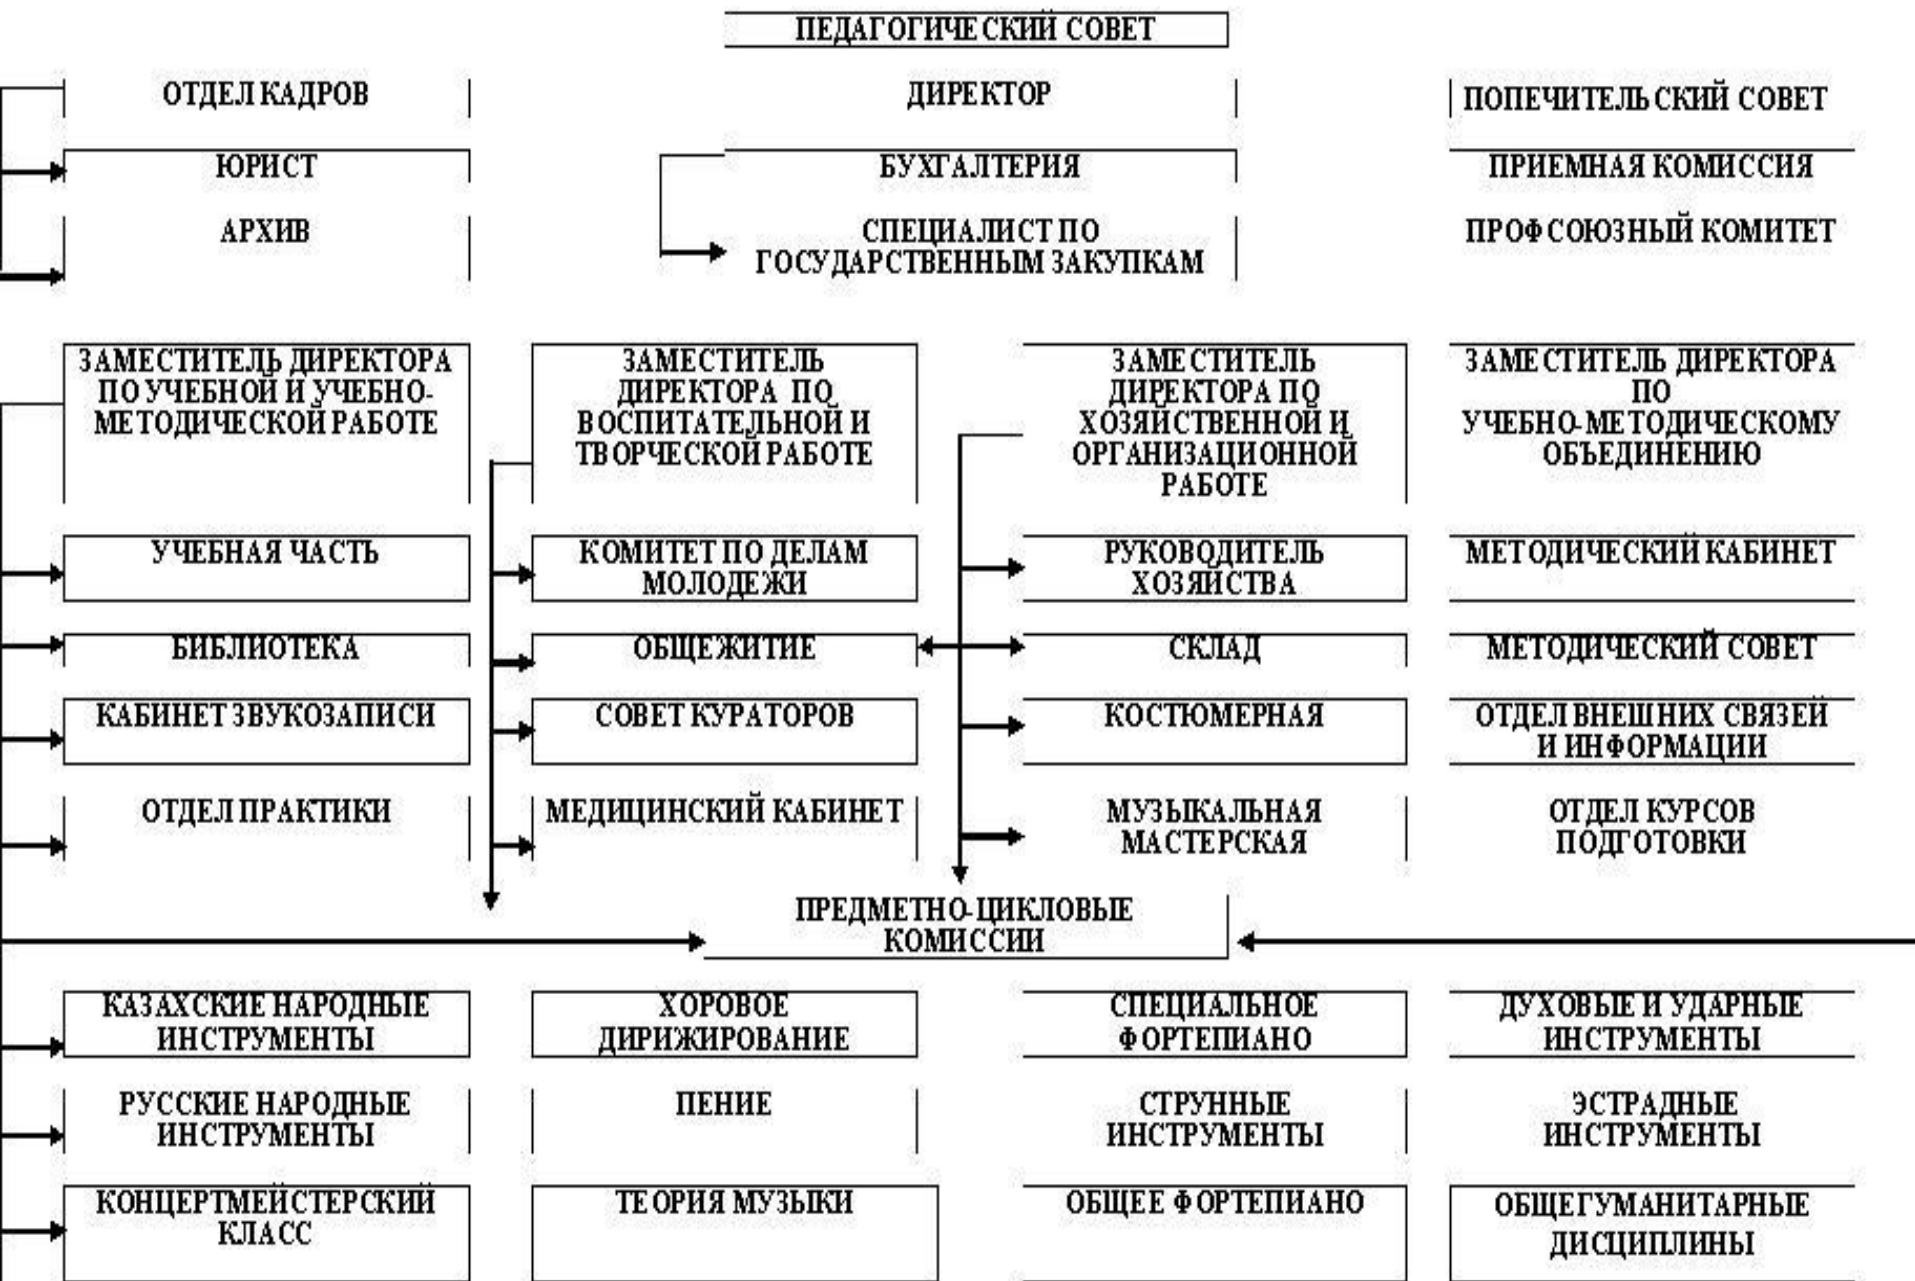 ПЕДАГОГИЧЕСКИЙ СОВЕТ
ОТДЕЛ КАДРОВ
ДИРЕКТОР
ПОПЕЧИТЕЛЬСКИЙ СОВЕТ
ЮРИСТ
БУХГАЛТЕРИЯ
ПРИЕМНАЯ КОМИССИЯ
АРХИВ
СПЕЦИАЛИСТ ПО
ГОСУДАРСТВЕННЫМ ЗАКУПКАМ
ПРОФСОЮЗНЫЙ КОМИТЕТ
ЗАМЕСТИТЕЛЬ ДИРЕКТОРА
ПО УЧЕБНОЙ И УЧЕБНО-
МЕТОДИЧЕСКОЙ РАБОТЕ
ЗАМЕСТИТЕЛЬ
ДИРЕКТОРА ПО
ВОСПИТАТЕЛЬНОЙ И
ТВОРЧЕСКОЙ РАБОТЕ
ЗАМЕСТИТЕЛЬ
ДИРЕКТОРА ПО
ХОЗЯЙСТВЕННОЙ И
ОРГАНИЗАЦИОННОЙ
РАБОТЕ
ЗАМЕСТИТЕЛЬ ДИРЕКТОРА
ПО
УЧЕБНО-МЕТОДИЧЕСКОМУ
ОБЪЕДИНЕНИЮ
УЧЕБНАЯ ЧАСТЬ
КОМИТЕТ ПО ДЕЛАМ
МОЛОДЕЖИ
РУКОВОДИТЕЛЬ
ХОЗЯЙСТВА
МЕТОДИЧЕСКИЙ КАБИНЕТ
БИБЛИОТЕКА
ОБЩЕЖИТИЕ
СКЛАД
МЕТОДИЧЕСКИЙ СОВЕТ
КАБИНЕТ ЗВУКОЗАПИСИ
СОВЕТ КУРАТОРОВ
КОСТЮМЕРНАЯ
ОТДЕЛ ВНЕШНИХ СВЯЗЕЙ
И ИНФОРМАЦИИ
ОТДЕЛ ПРАКТИКИ
МЕДИЦИНСКИЙ КАБИНЕТ
МУЗЫКАЛЬНАЯ
МАСТЕРСКАЯ
ОТДЕЛ КУРСОВ
ПОДГОТОВКИ
ПРЕДМЕТНО-ЦИКЛОВЫЕ
КОМИССИИ
КАЗАХСКИЕ НАРОДНЫЕ
ИНСТРУМЕНТЫ
ХОРОВОЕ
ДИРИЖИРОВАНИЕ
СПЕЦИАЛЬНОЕ
ФОРТЕПИАНО
ДУХОВЫЕ И УДАРНЫЕ
ИНСТРУМЕНТЫ
РУССКИЕ НАРОДНЫЕ
ИНСТРУМЕНТЫ
ПЕНИЕ
СТРУННЫЕ
ИНСТРУМЕНТЫ
ЭСТРАДНЫЕ
ИНСТРУМЕНТЫ
КОНЦЕРТМЕЙСТЕРСКИЙ
КЛАСС
ТЕОРИЯ МУЗЫКИ
ОБЩЕЕ ФОРТЕПИАНО
ОБЩЕГУМАНИТАРНЫЕ
ДИСЦИПЛИНЫ